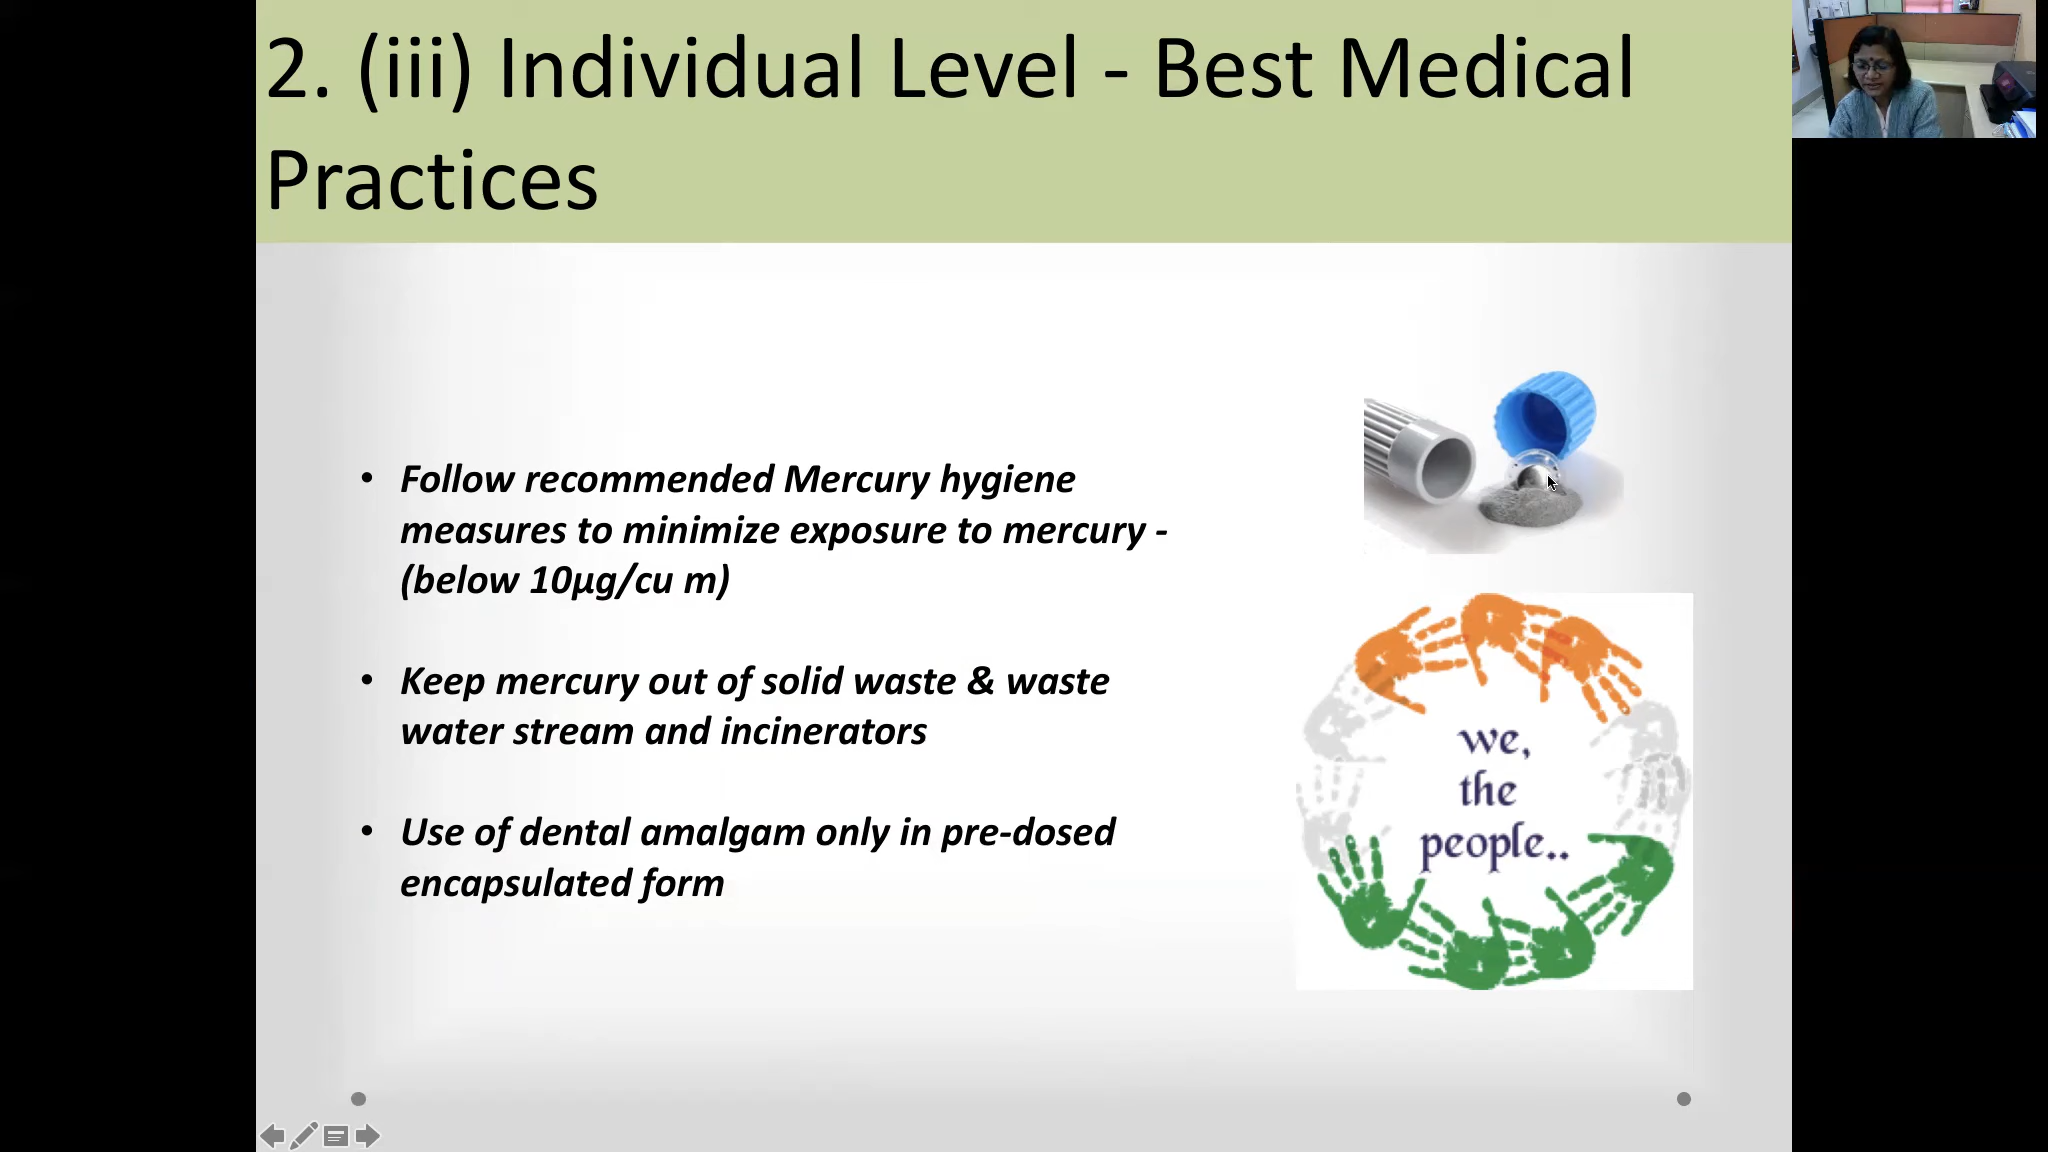 2. (iii) Individual Level - Best Medical
Practices
• Follow recommended Mercury hygiene
measures to minimize exposure to mercury -
(below 10µg/cu m)
• Keep mercury out of solid waste & waste
water stream and incinerators
• Use of dental amalgam only in pre-dosed
encapsulated form
we,
the
people..